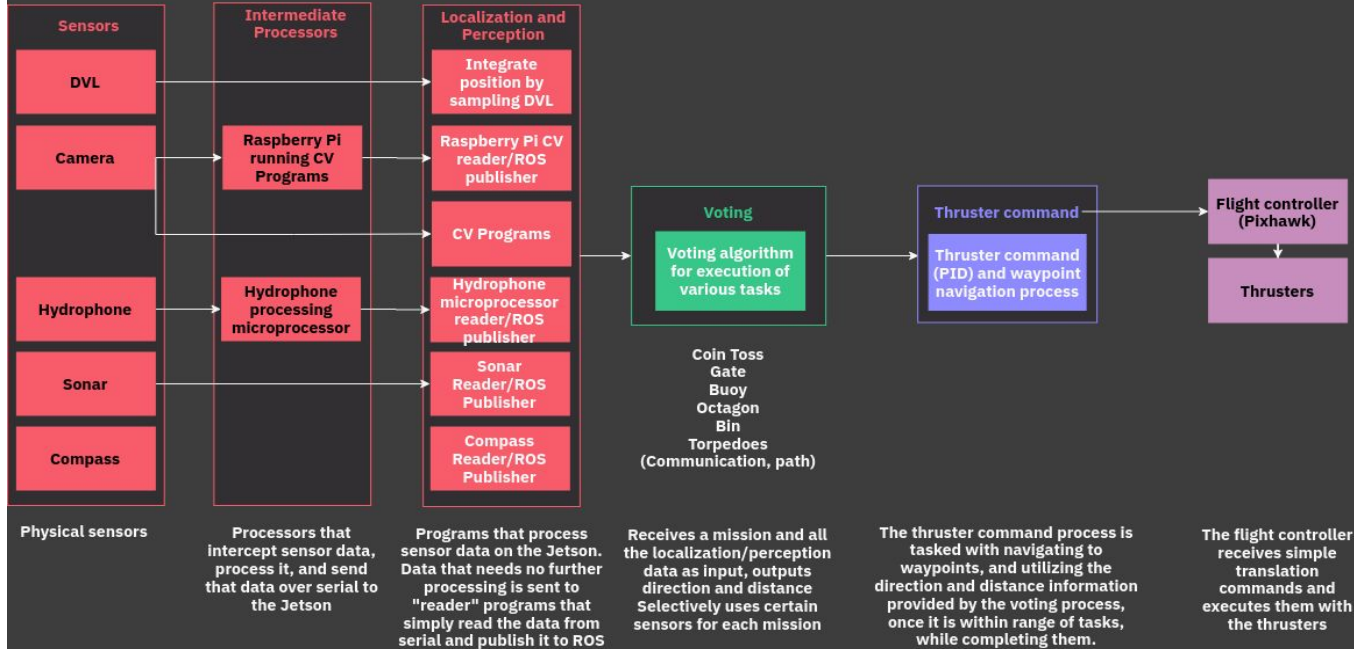 Sensors
DVL
Camera
Hydrophone
Sonar
Compass
Physical sensors
Intermediate
Processors
Raspberry Pi
running CV
Programs
Hydrophone
processing
microprocessor
Processors that
intercept sensor data,
process it, and send
that data over serial to
the Jetson
Localization and
Perception
Integrate
position by
sampling DVL
Raspberry Pi CV
reader/ROS
publisher
CV Programs
Hydrophone
microprocessor
reader/ROS
publisher
Sonar
Reader/ROS
Publisher
Compass
Reader/ROS
Publisher
Programs that process
sensor data on the Jetson.
Data that needs no further
processing is sent to
"reader" programs that
simply read the data from
serial and publish it to ROS
Voting
Voting algorithm
for execution of
various tasks
Coin Toss
Gate
Buoy
Octagon
Bin
Torpedoes
(Communication, path)
Receives a mission and all
the localization/perception
data as input, outputs
direction and distance
Selectively uses certain
sensors for each mission
Thruster command
Thruster command
(PID) and waypoint
navigation process
The thruster command process is
tasked with navigating to
waypoints, and utilizing the
direction and distance information
provided by the voting process,
once it is within range of tasks,
while completing them.
Flight controller
(Pixhawk)
Thrusters
The flight controller
receives simple
translation
commands and
executes them with
the thrusters